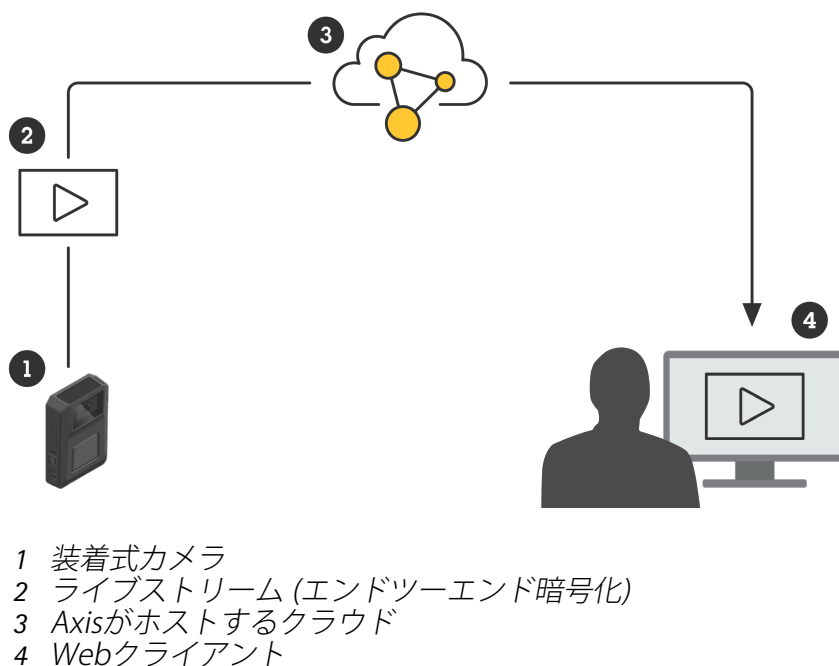 3
2
1
4
1 装着式カメラ
2 ライブストリーム (エンドツーエンド暗号化)
3 Axisがホストするクラウド
4 Webクライアント